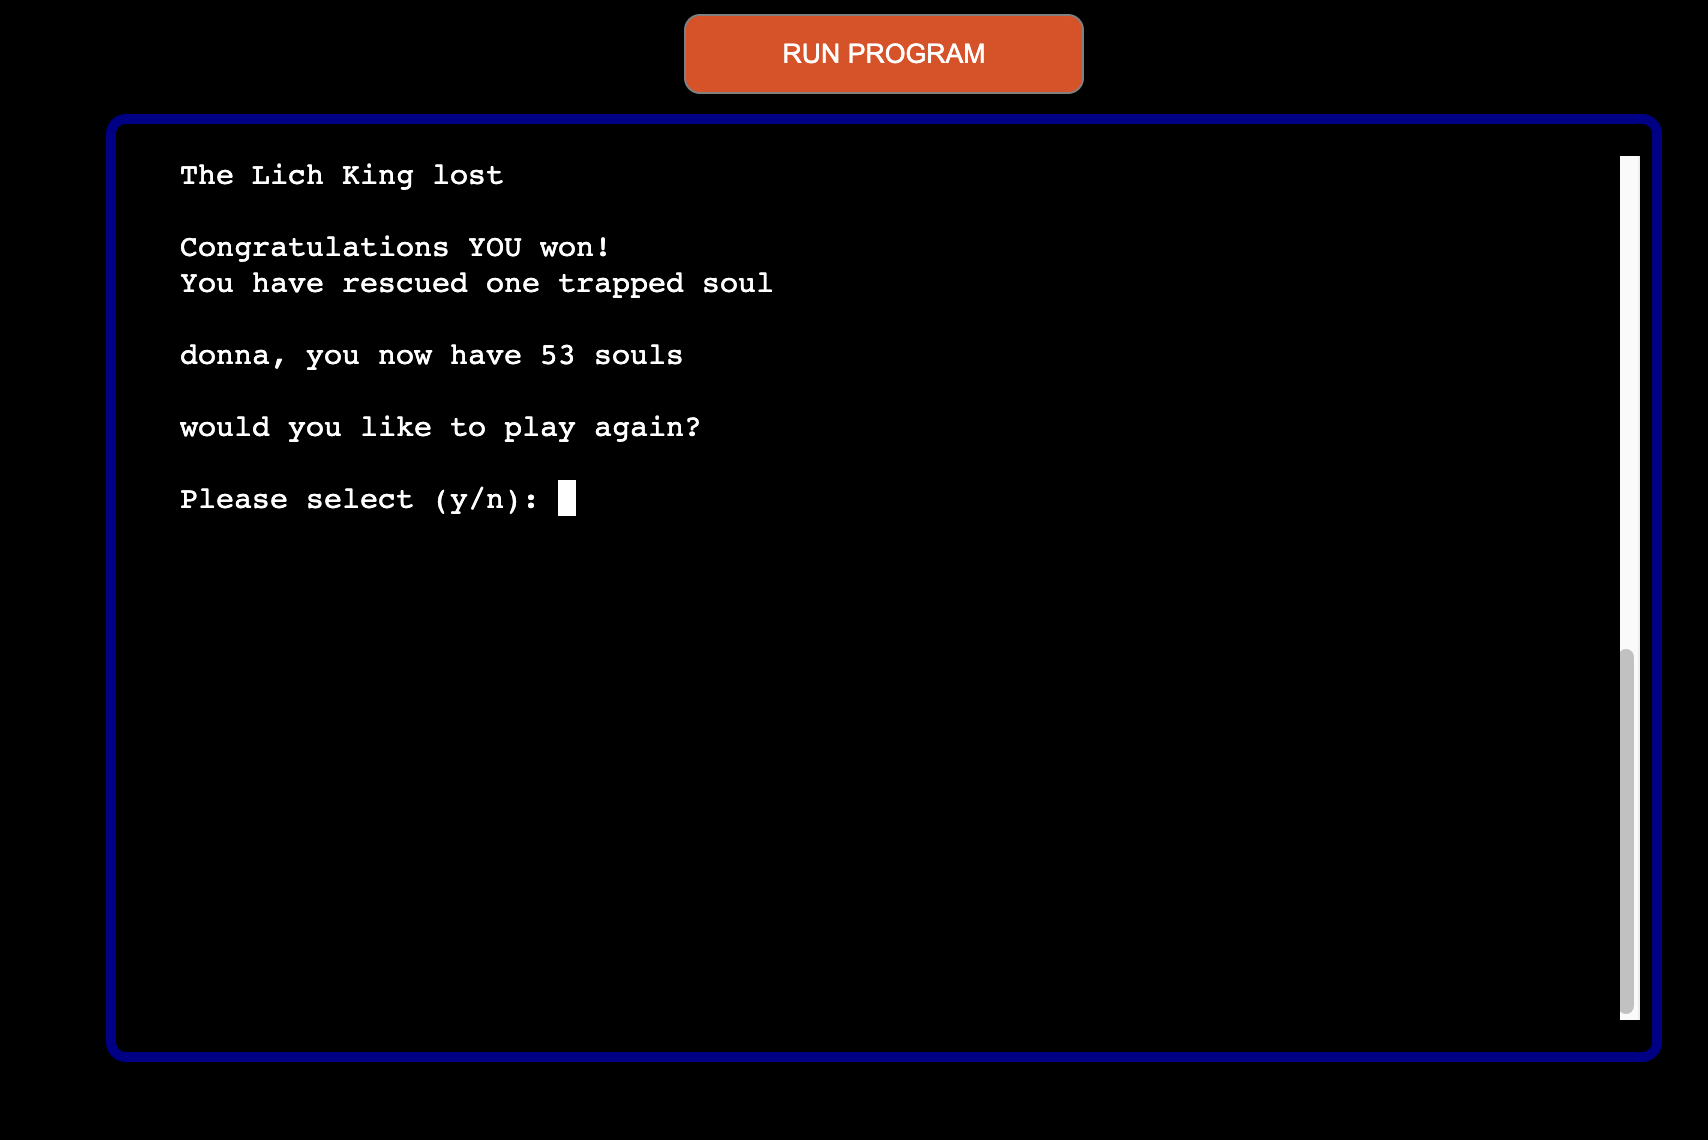 RUN PROGRAM
The Lich King lost
Congratulations YOU won!
You have rescued one trapped soul
donna, you now have 53 souls
would you like to play again?
Please select (y/n):